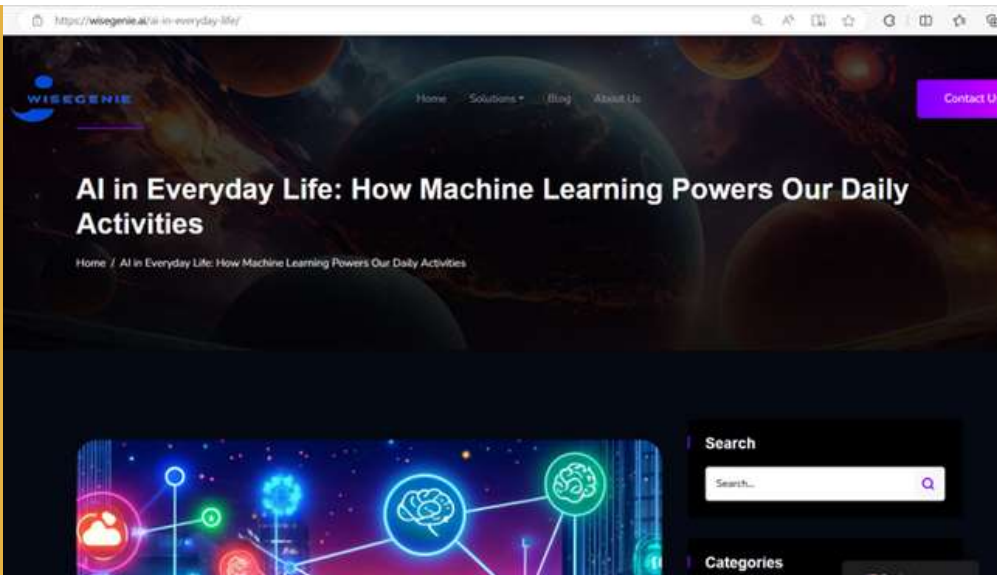 https://wisegenie.ai/ai-in-everyday-life/
WISEGENIE
Home Solutions Blog About Us
Contact U
AI in Everyday Life: How Machine Learning Powers Our Daily
Activities
Home / AI in Everyday Life: How Machine Learning Powers Our Daily Activities
Search
Search...
Categories